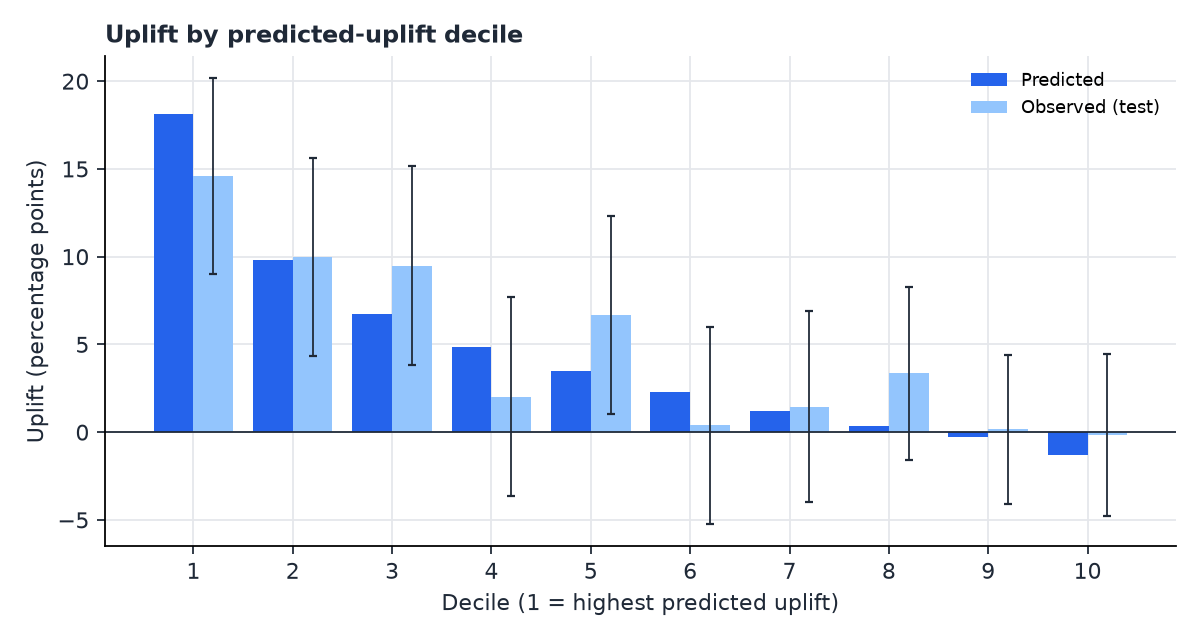 Uplift by predicted-uplift decile
Predicted
Observed (test)
Uplift (percentage points)
20
15
10
5
0
−5
1 2 3 4 5 6 7 8 9 10
Decile (1 = highest predicted uplift)